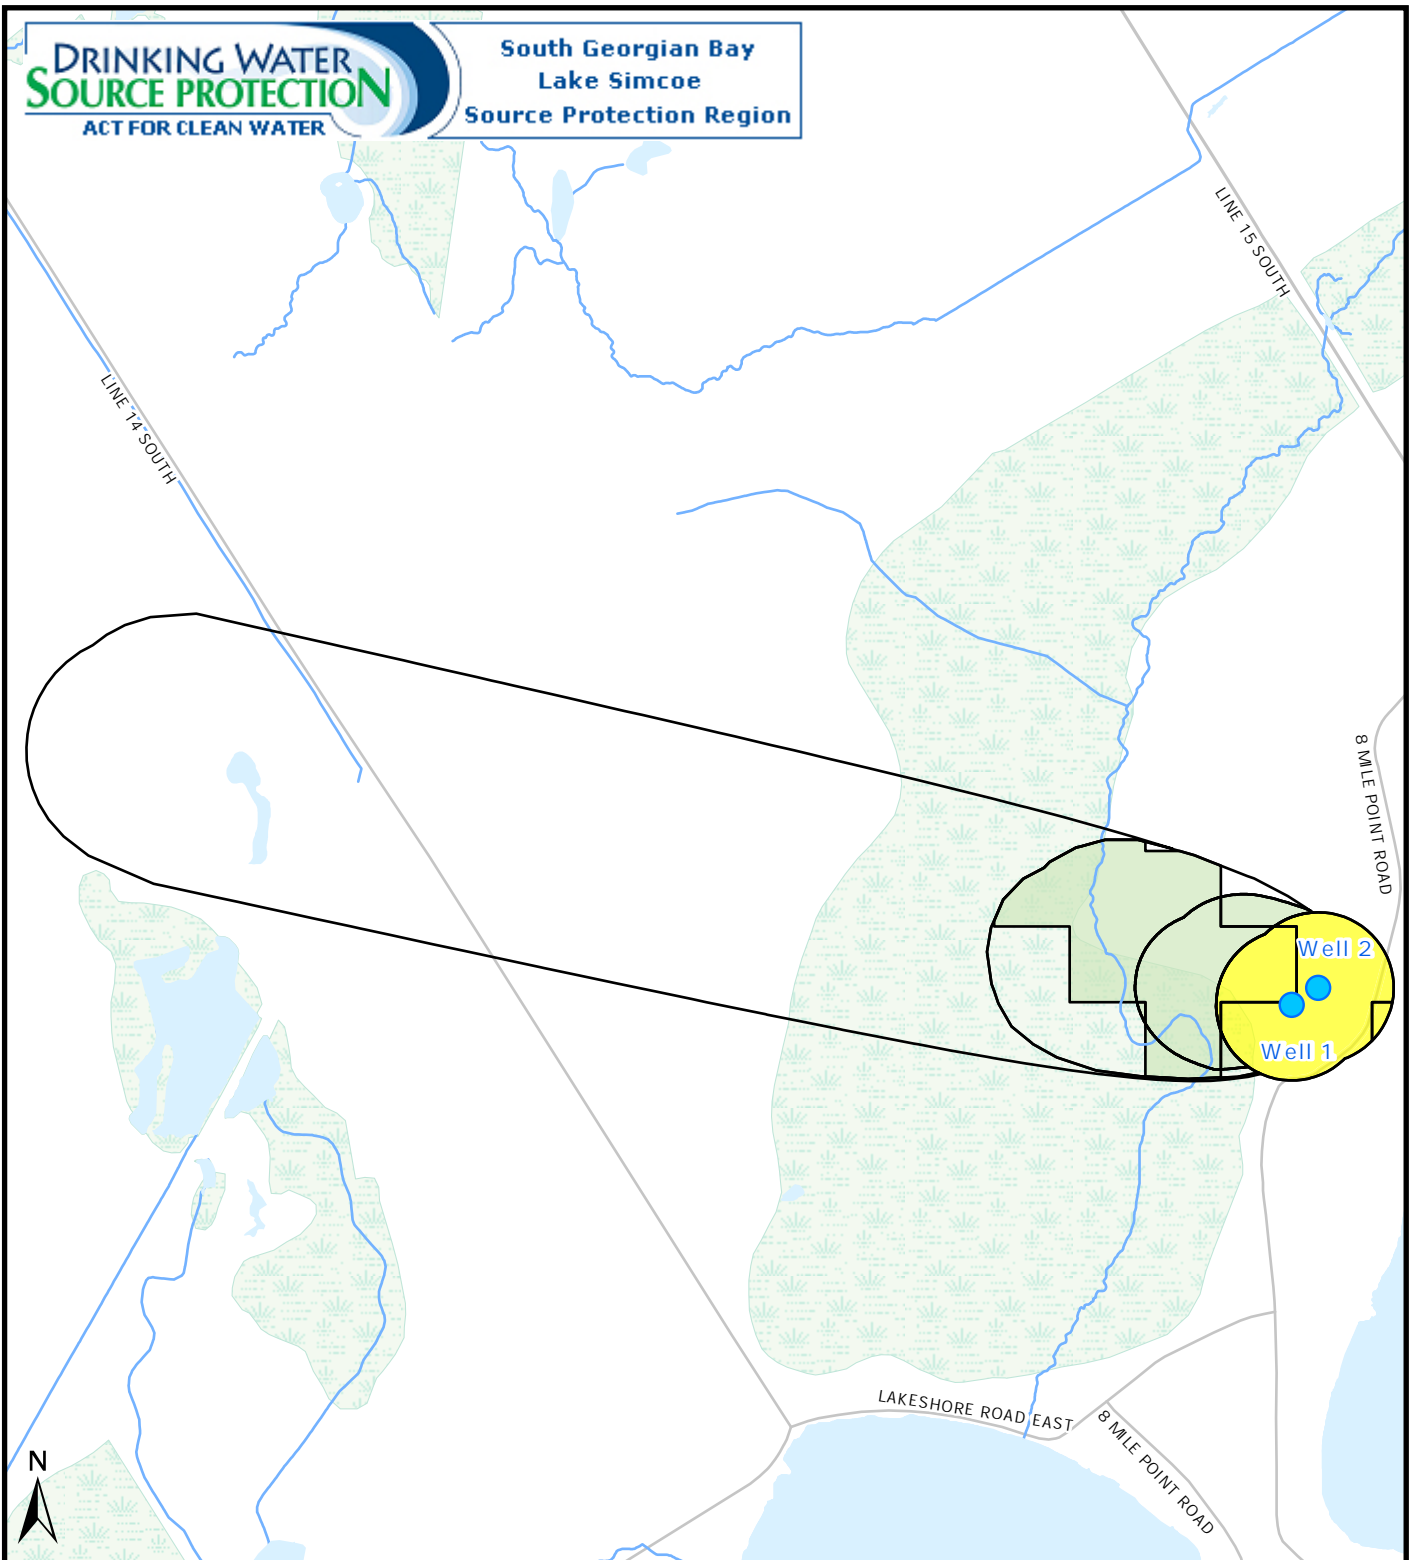 DRINKING WATER
SOURCE PROTECTION
ACT FOR CLEAN WATER
South Georgian Bay
Lake Simcoe
Source Protection Region
LINE 15 SOUTH
LINE 14 SOUTH
8 MILE POINT ROAD
Well 2
Well 1
LAKESHORE ROAD EAST
8 MILE POINT ROAD
N